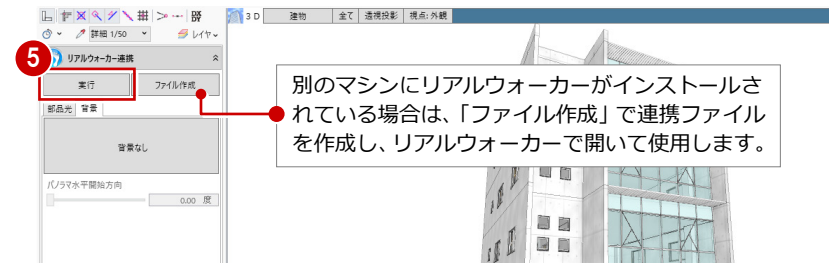 3 D 建物 全て 透視投影 視点: 外観
詳細 1/50 レイヤ
5 リアルウォーカー連携
実行 ファイル作成
部品光 背景
背景なし
パノラマ水平開始方向
0.00 度
別のマシンにリアルウォーカーがインストールさ
れている場合は、「ファイル作成」で連携ファイル
を作成し、リアルウォーカーで開いて使用します。